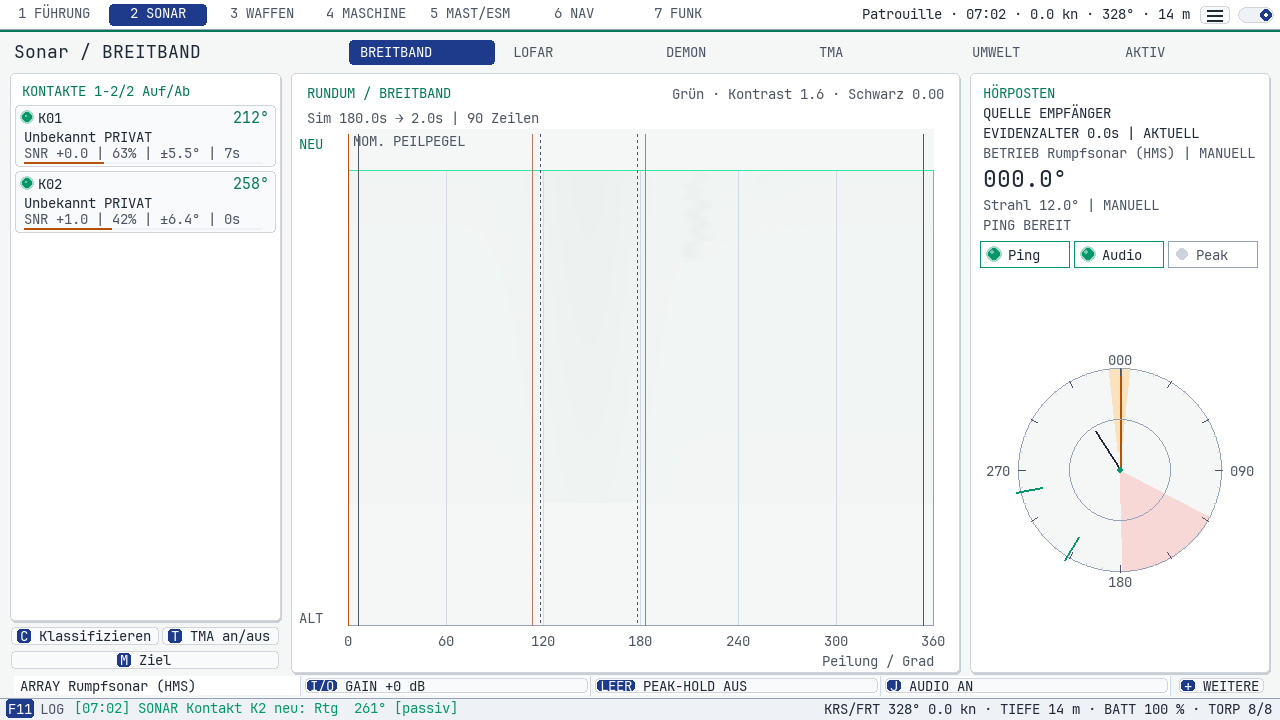 1 FÜHRUNG 2 SONAR 3 WAFFEN 4 MASCHINE 5 MAST/ESM 6 NAV 7 FUNK Patrouille · 07:02 · 0.0 kn · 328° · 14 m
Sonar / BREITBAND BREITBAND LOFAR DEMON TMA UMWELT AKTIV
KONTAKTE 1-2/2 Auf/Ab
K01 212°
Unbekannt PRIVAT
SNR +0.0 | 63% | ±5.5° | 7s
K02 258°
Unbekannt PRIVAT
SNR +1.0 | 42% | ±6.4° | 0s
C Klassifizieren T TMA an/aus
M Ziel
RUNDUM / BREITBAND Grün · Kontrast 1.6 · Schwarz 0.00
Sim 180.0s → 2.0s | 90 Zeilen
NEU MOM. PEILPEGEL
ALT
0 60 120 180 240 300 360
Peilung / Grad
HÖRPOSTEN
QUELLE EMPFÄNGER
EVIDENZALTER 0.0s | AKTUELL
BETRIEB Rumpfsonar (HMS) | MANUELL
000.0°
Strahl 12.0° | MANUELL
PING BEREIT
Ping Audio Peak
000
270 090
180
ARRAY Rumpfsonar (HMS) I/O GAIN +0 dB LEER PEAK-HOLD AUS J AUDIO AN + WEITERE
F11 LOG [07:02] SONAR Kontakt K2 neu: Rtg 261° [passiv] KRS/FRT 328° 0.0 kn · TIEFE 14 m · BATT 100 % · TORP 8/8